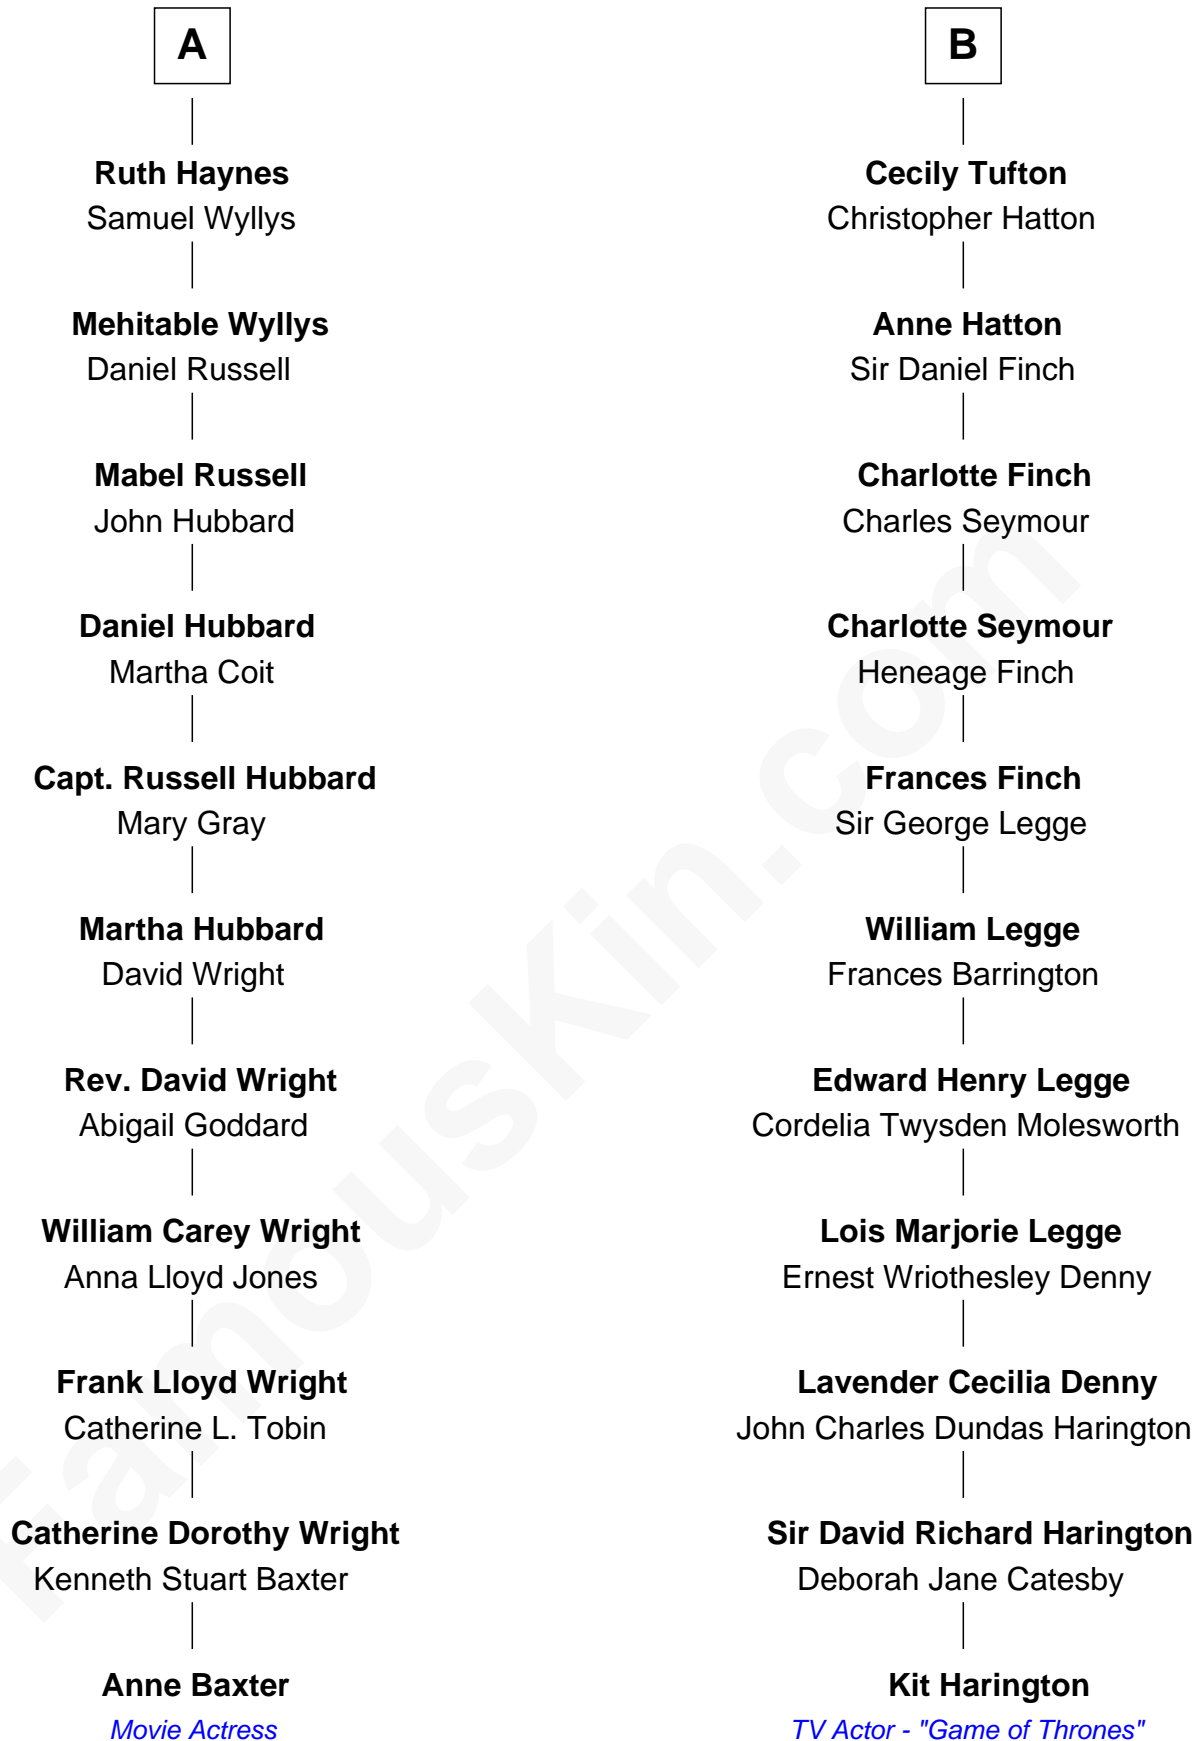 A
Ruth Haynes
Samuel Wyllys
Mehitable Wyllys
Daniel Russell
Mabel Russell
John Hubbard
Daniel Hubbard
Martha Coit
Capt. Russell Hubbard
Mary Gray
Martha Hubbard
David Wright
Rev. David Wright
Abigail Goddard
William Carey Wright
Anna Lloyd Jones
Frank Lloyd Wright
Catherine L. Tobin
Catherine Dorothy Wright
Kenneth Stuart Baxter
Anne Baxter
Movie Actress
B
Cecily Tufton
Christopher Hatton
Anne Hatton
Sir Daniel Finch
Charlotte Finch
Charles Seymour
Charlotte Seymour
Heneage Finch
Frances Finch
Sir George Legge
William Legge
Frances Barrington
Edward Henry Legge
Cordelia Twysden Molesworth
Lois Marjorie Legge
Ernest Wriothesley Denny
Lavender Cecilia Denny
John Charles Dundas Harington
Sir David Richard Harington
Deborah Jane Catesby
Kit Harington
TV Actor - "Game of Thrones"
FamousKin.com